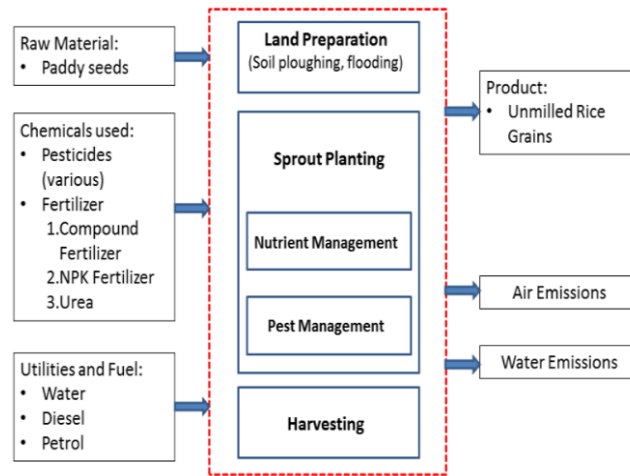 Raw Material:
• Paddy seeds
Chemicals used:
• Pesticides
(various)
• Fertilizer
1.Compound
Fertilizer
2.NPK Fertilizer
3.Urea
Utilities and Fuel:
• Water
• Diesel
• Petrol
Land Preparation
(Soil ploughing, flooding)
Sprout Planting
Nutrient Management
Pest Management
Harvesting
Product:
• Unmilled Rice
Grains
Air Emissions
Water Emissions